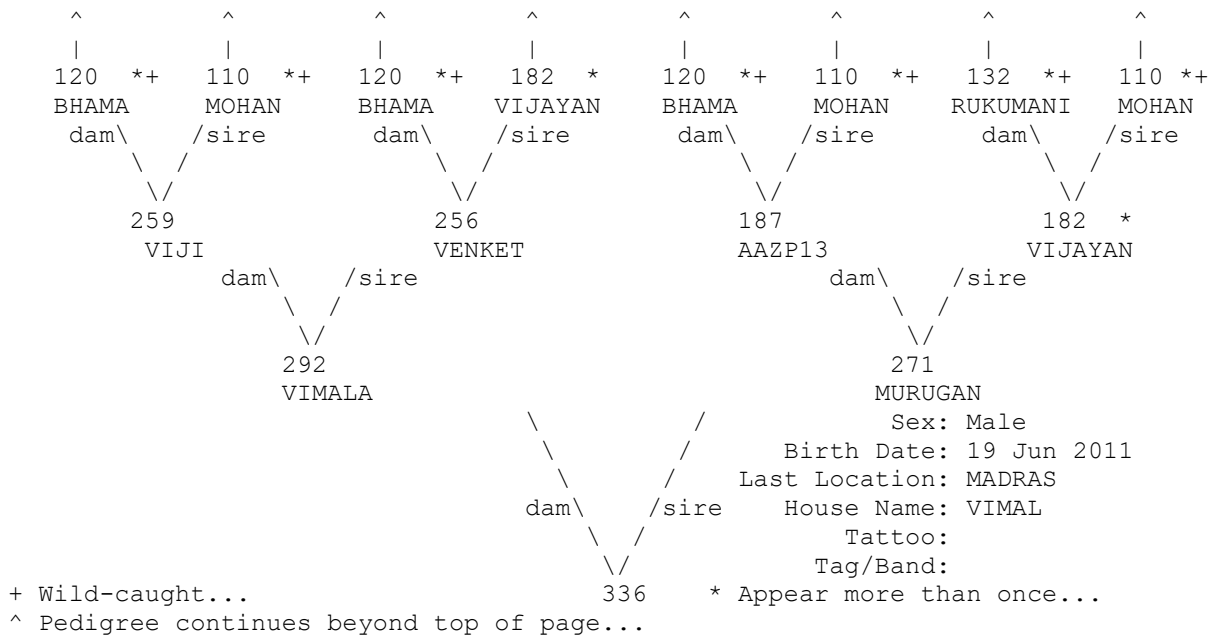 ^ ^ ^ ^ ^ ^ ^ ^
| | | | | | | |
120 *+ 110 *+ 120 *+ 182 * 120 *+ 110 *+ 132 *+ 110 *+
BHAMA MOHAN BHAMA VIJAYAN BHAMA MOHAN RUKUMANI MOHAN
dam\ /sire dam\ /sire dam\ /sire dam\ /sire
\ / \ / \ / \ /
\/ \/ \/ \/
259 256 187 182 *
VIJI VENKET AAZP13 VIJAYAN
dam\ /sire dam\ /sire
\ / \ /
\/ \/
292 271
VIMALA MURUGAN
\ / Sex: Male
\ / Birth Date: 19 Jun 2011
\ / Last Location: MADRAS
dam\ /sire House Name: VIMAL
\ / Tattoo:
\/ Tag/Band:
+ Wild-caught... 336 * Appear more than once...
^ Pedigree continues beyond top of page...